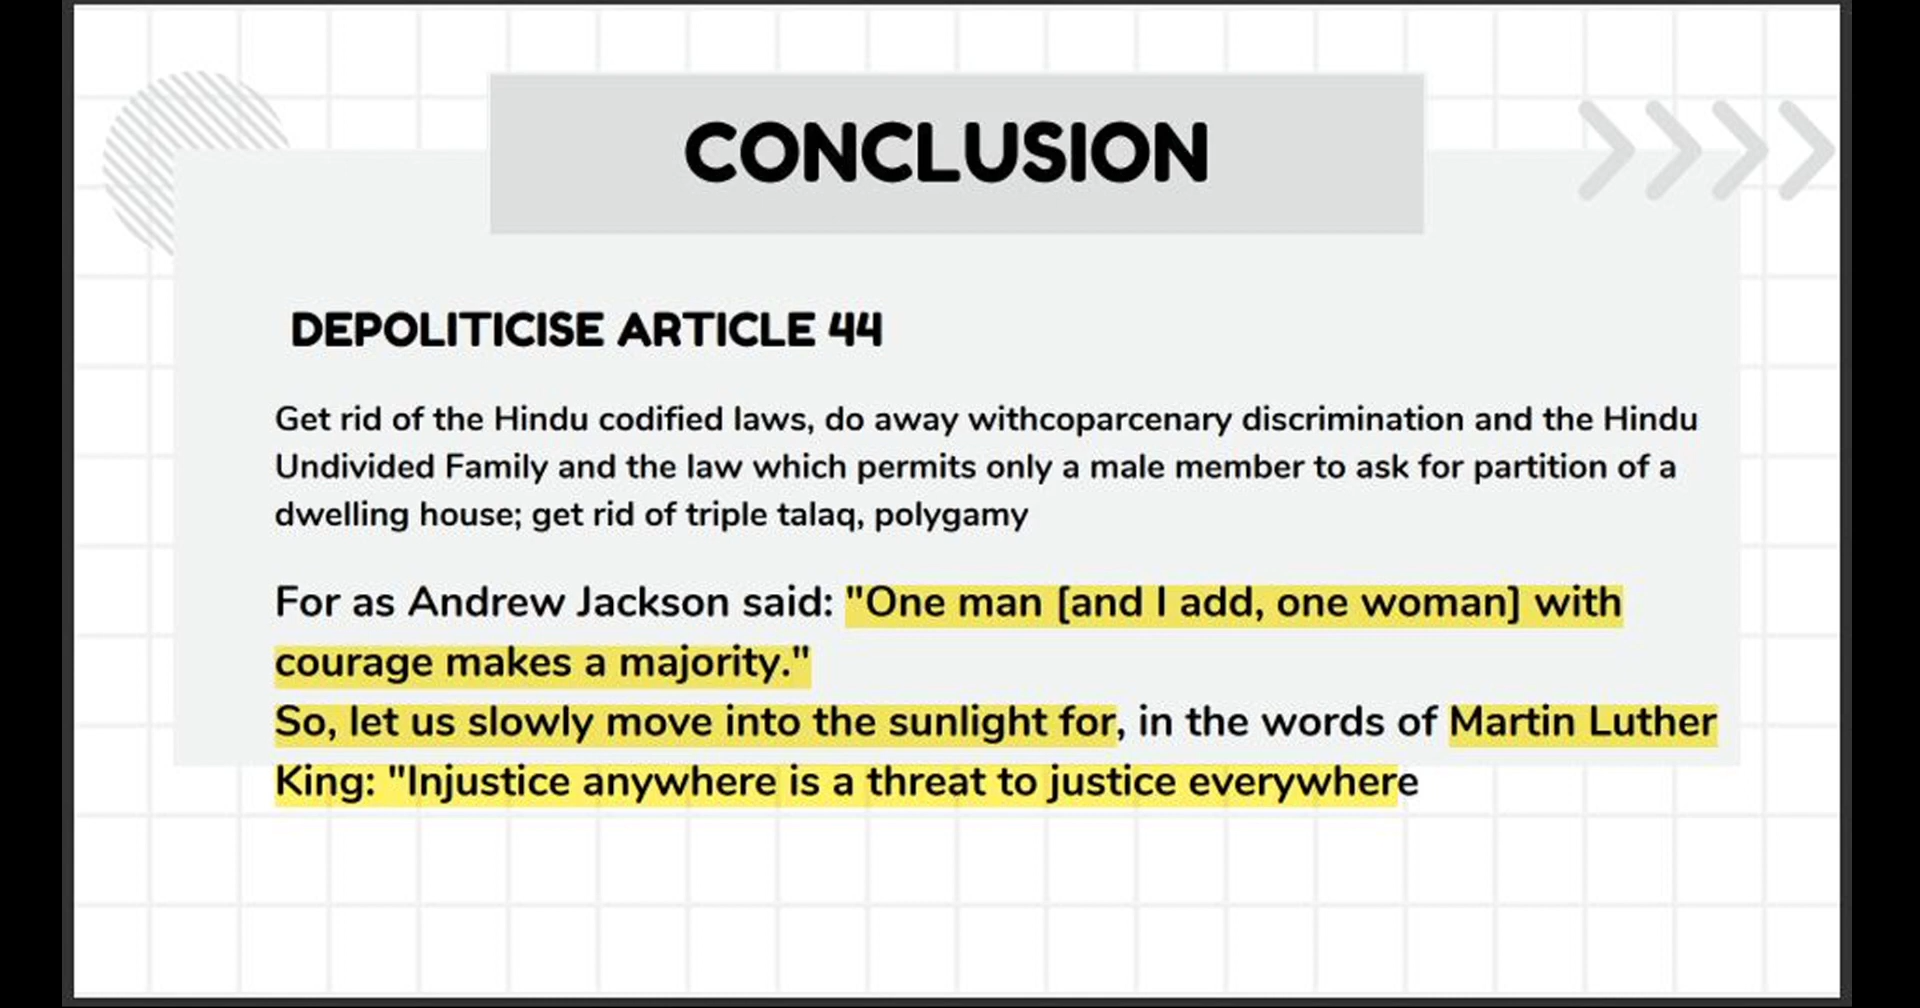 CONCLUSION
DEPOLITICISE ARTICLE 44
Get rid of the Hindu codified laws, do away withcoparcenary discrimination and the Hindu
Undivided Family and the law which permits only a male member to ask for partition of a
dwelling house; get rid of triple talaq, polygamy
For as Andrew Jackson said: "One man [and I add, one woman] with
courage makes a majority."
So, let us slowly move into the sunlight for, in the words of Martin Luther
King: "Injustice anywhere is a threat to justice everywhere